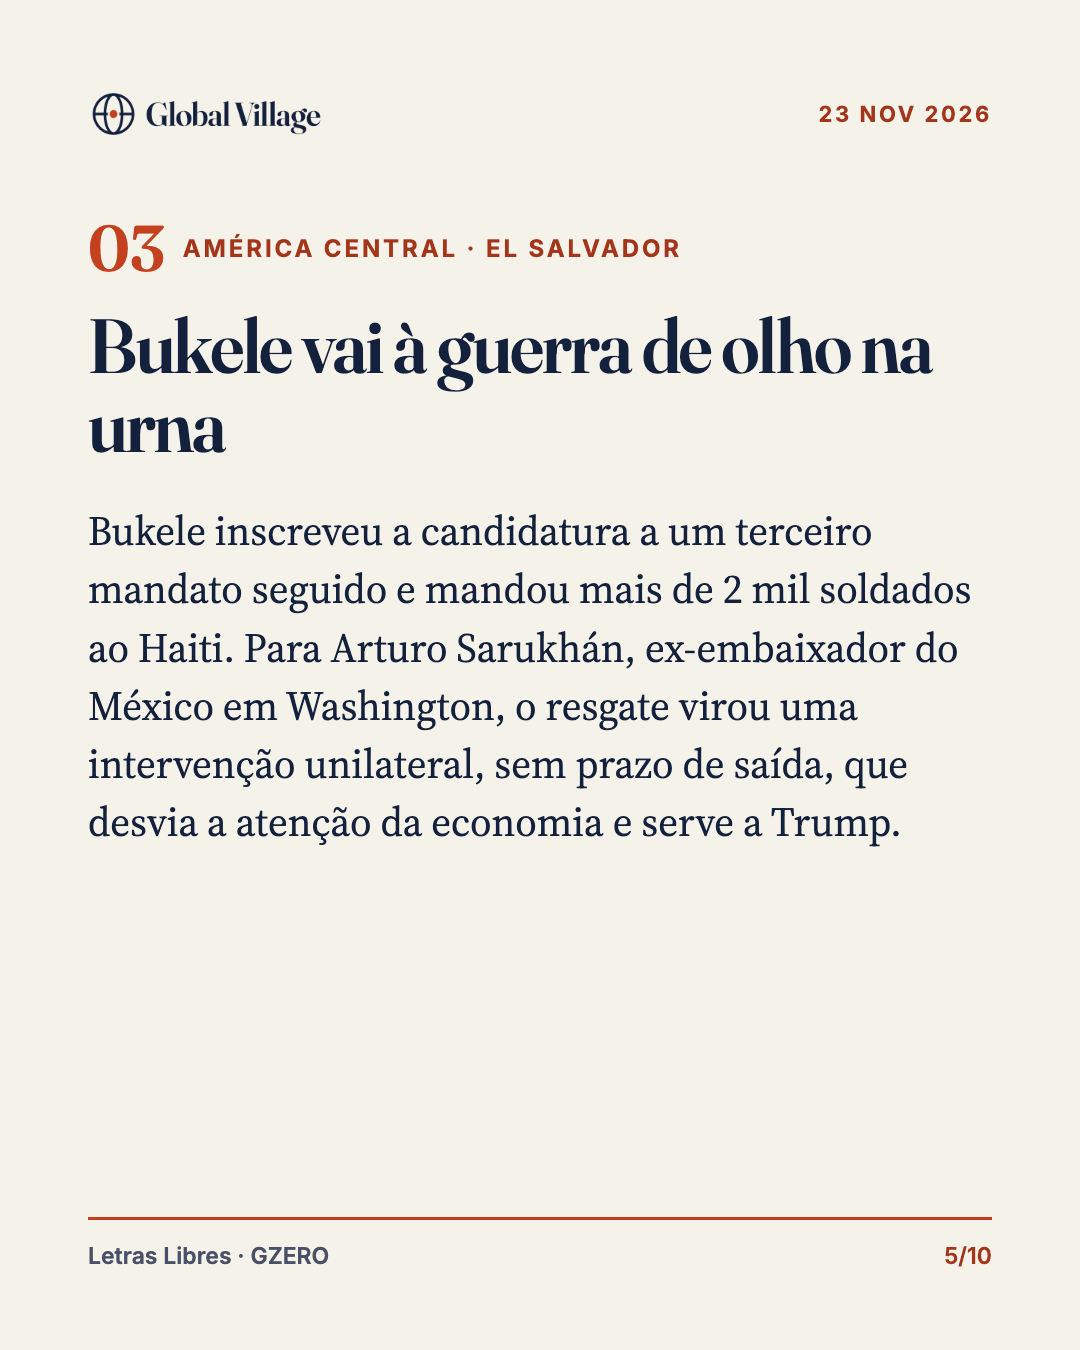 Global Village
23 NOV 2026
03 AMÉRICA CENTRAL · EL SALVADOR
Bukele vai à guerra de olho na
urna
Bukele inscreveu a candidatura a um terceiro
mandato seguido e mandou mais de 2 mil soldados
ao Haiti. Para Arturo Sarukhán, ex-embaixador do
México em Washington, o resgate virou uma
intervenção unilateral, sem prazo de saída, que
desvia a atenção da economia e serve a Trump.
Letras Libres · GZERO
5/10